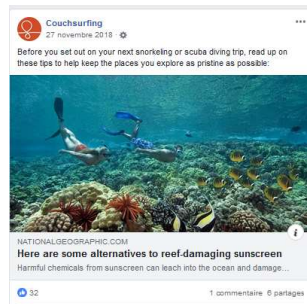 Couchsurfing
27 novembre 2018 ·
Before you set out on your next snorkeling or scuba diving trip, read up on
these tips to help keep the places you explore as pristine as possible:
i
NATIONALGEOGRAPHIC.COM
Here are some alternatives to reef-damaging sunscreen
Harmful chemicals from sunscreen can leach into the ocean and damage...
32
1 commentaire 6 partages